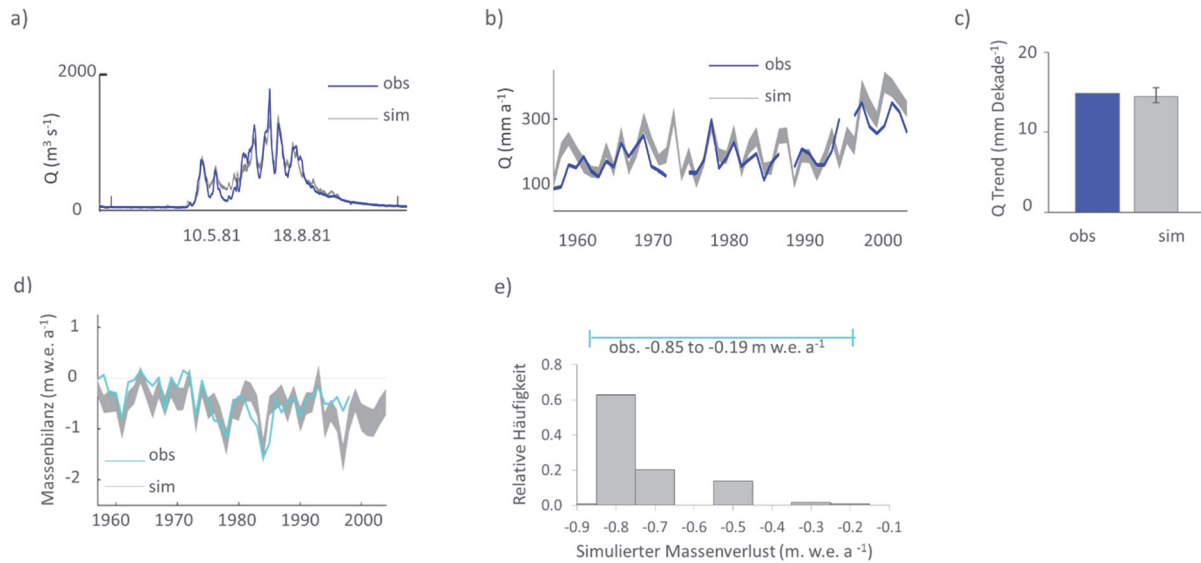 a)
2000
0
Q (m³ s⁻¹)
obs
sim
10.5.81
18.8.81
b)
Q (mm a⁻¹)
300
100
obs
sim
1960 1970 1980 1990 2000
c)
Q Trend (mm Dekade⁻¹)
20
10
0
obs
sim
d)
Massenbilanz (m w.e. a⁻¹)
1
0
-1
-2
obs
sim
1960 1970 1980 1990 2000
e)
obs. -0.85 to -0.19 m w.e. a⁻¹
Relative Häufigkeit
0.8
0.6
0.4
0.2
0.0
-0.9 -0.8 -0.7 -0.6 -0.5 -0.4 -0.3 -0.2 -0.1
Simulierter Massenverlust (m. w.e. a ⁻¹)